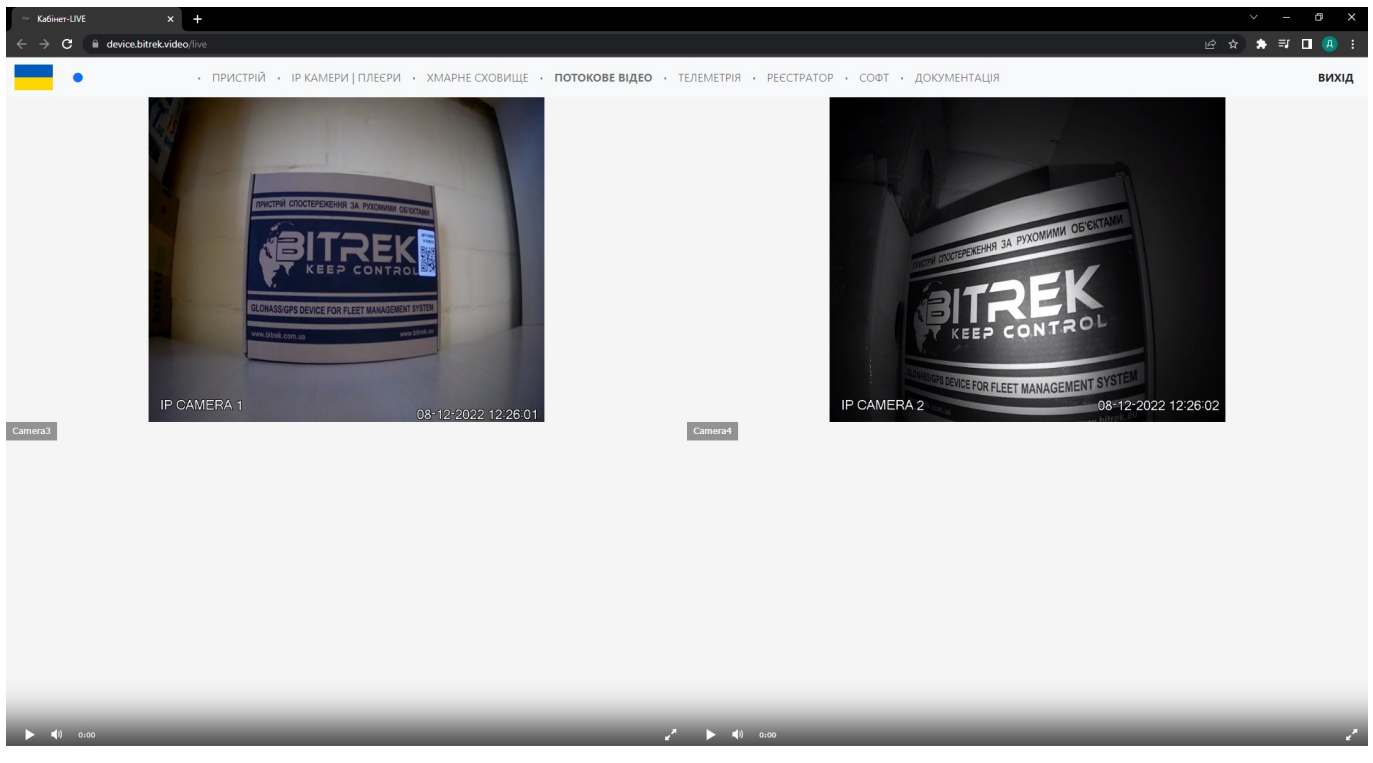 Кабінет-LIVE
device.bitrek.video/live
Д
ПРИСТРІЙ · IP КАМЕРИ | ПЛЕЄРИ · ХМАРНЕ СХОВИЩЕ · ПОТОКОВЕ ВІДЕО · ТЕЛЕМЕТРІЯ · РЕЄСТРАТОР · СОФТ · ДОКУМЕНТАЦІЯ
ВИХІД
ПРИСТРІЙ СПОСТЕРЕЖЕННЯ ЗА РУХОМИМИ ОБ'ЄКТАМИ
BITREK
KEEP CONTROL
GLONASS/GPS DEVICE FOR FLEET MANAGEMENT SYSTEM
www.bitrek.com.ua www.bitrek.eu
IP CAMERA 1
08-12-2022 12:26:01
ПРИСТРІЙ СПОСТЕРЕЖЕННЯ ЗА РУХОМИМИ ОБ'ЄКТАМИ
BITREK
KEEP CONTROL
GLONASS/GPS DEVICE FOR FLEET MANAGEMENT SYSTEM
IP CAMERA 2
08-12-2022 12:26:02
Camera3
Camera4
0:00
0:00